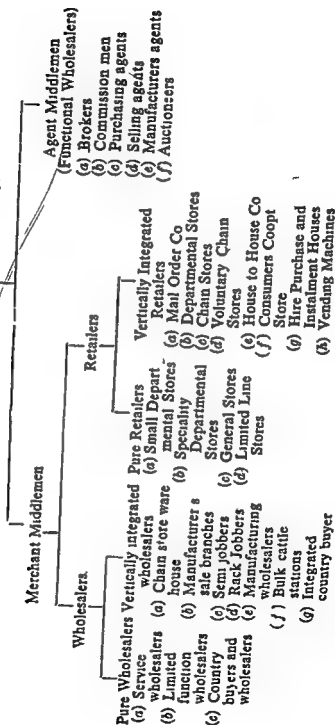 Merchant Middlemen
Agent Middlemen
(Functional Wholesalers)
(a) Brokers
(b) Commission men
(c) Purchasing agents
(d) Selling agents
(e) Manufacturers agents
(f) Auctioneers
Wholesalers
Retailers
Pure Wholesalers
(a) Service
wholesalers
(b) Limited
function
wholesalers
(c) Country
buyers and
wholesalers
Vertically integrated
wholesalers
(a) Chain store ware
house
(b) Manufacturer s
sale branches
(c) Semi jobbers
(d) Rack Jobbers
(e) Manufacturing
wholesalers
(f) Bulk cattle
stations
(g) Integrated
country buyer
Pure Retailers
(a) Small Depart
mental Stores
(b) Speciality
Departmental
Stores
(c) General Stores
(d) Limited Line
Stores
Vertically Integrated
Retailers
(a) Mail Order Co
(b) Departmental Stores
(c) Chain Stores
(d) Voluntary Chain
Stores
(e) House to House Co
(f) Consumers Coopt
Store
(g) Hire Purchase and
Instalment Houses
(h) Vening Machines